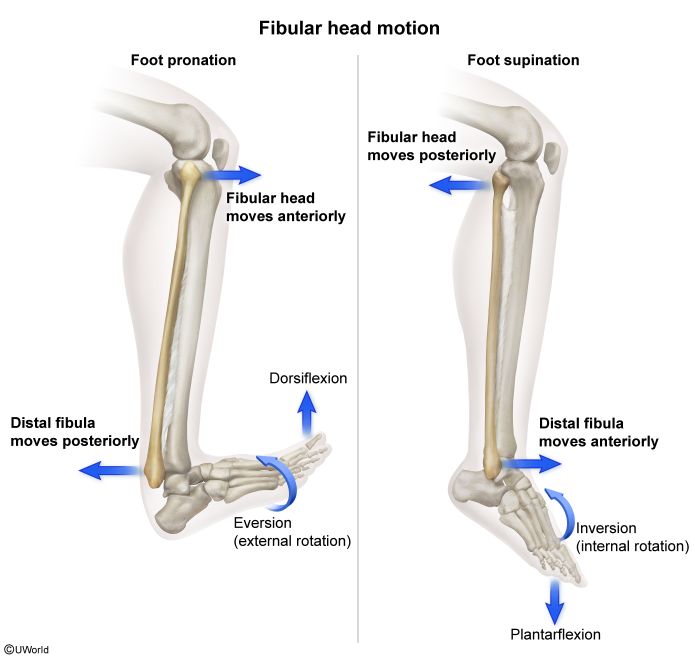 Fibular head motion
Foot pronation
Fibular head
moves anteriorly
Dorsiflexion
Distal fibula
moves posteriorly
Eversion
(external rotation)
Foot supination
Fibular head
moves posteriorly
Distal fibula
moves anteriorly
Inversion
(internal rotation)
Plantarflexion
©UWorld